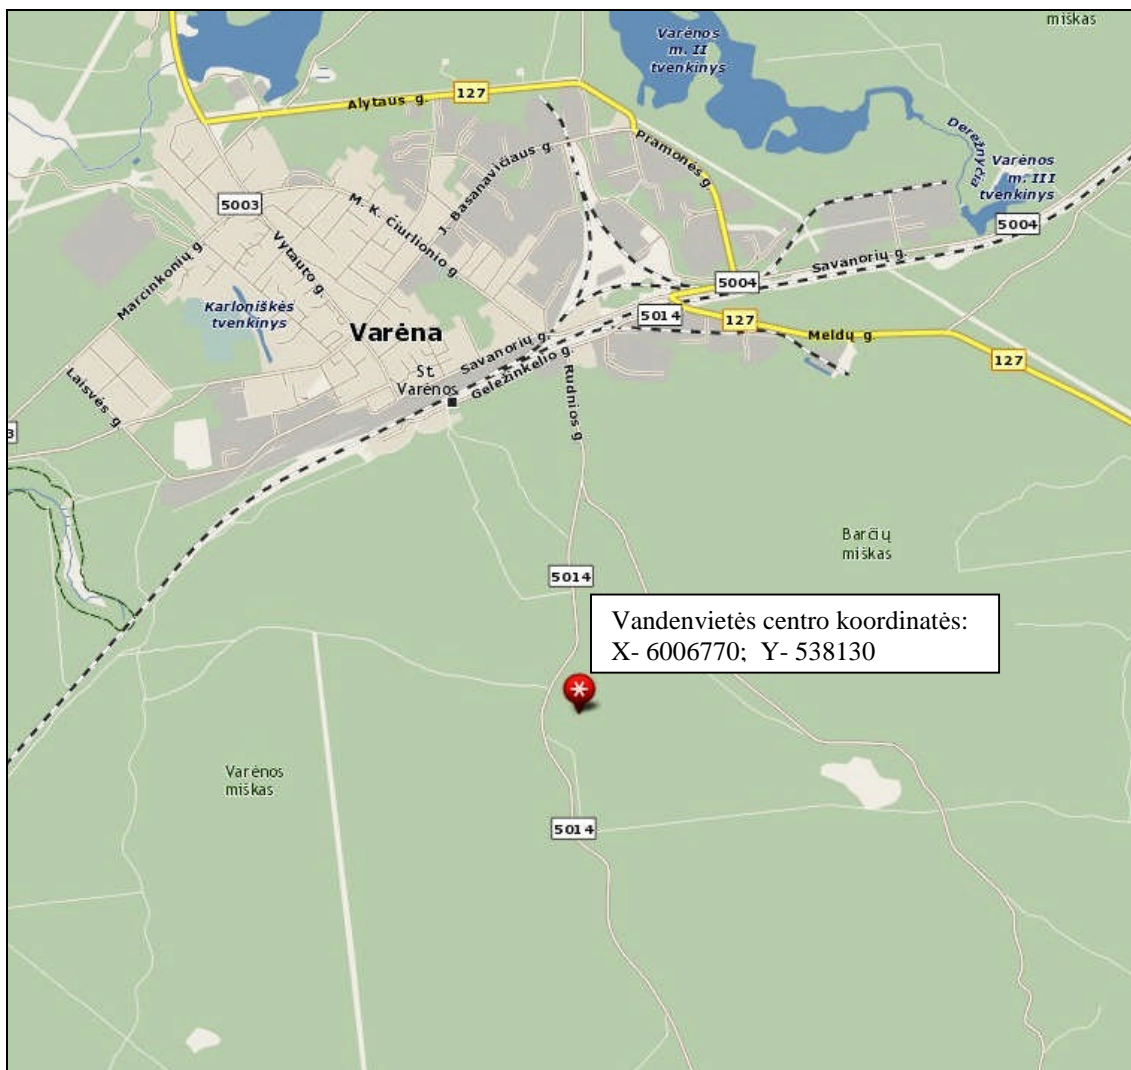 miškas
Varėnos
m. II
tvenkinys
127
Alytaus g.
Derežnyčia
Pramonės g.
J. Basanavičiaus g.
Varėnos
m. III
tvenkinys
5003
M. K. Čiurlionio g.
5004
Marcinkonių g.
Vytauto g.
Savanorių g.
5004
Karloniškės
tvenkinys
5014
127
Varėna
Meldų g.
Savanorių g.
Geležinkelio g.
127
St.
Varėnos
Laisvės g.
Rudnios g.
3
Barčių
miškas
5014
Vandenvietės centro koordinatės:
X- 6006770; Y- 538130
Varėnos
miškas
5014